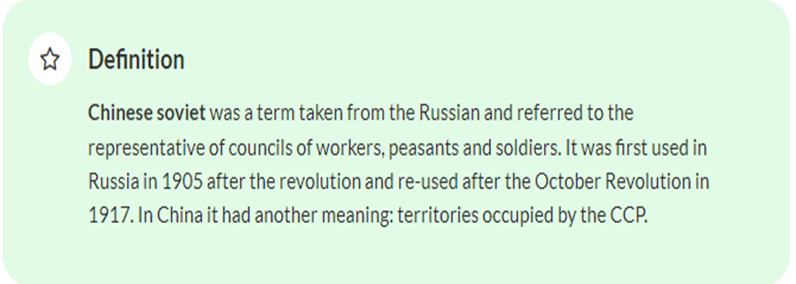 Definition
Chinese soviet was a term taken from the Russian and referred to the
representative of councils of workers, peasants and soldiers. It was first used in
Russia in 1905 after the revolution and re-used after the October Revolution in
1917. In China it had another meaning: territories occupied by the CCP.